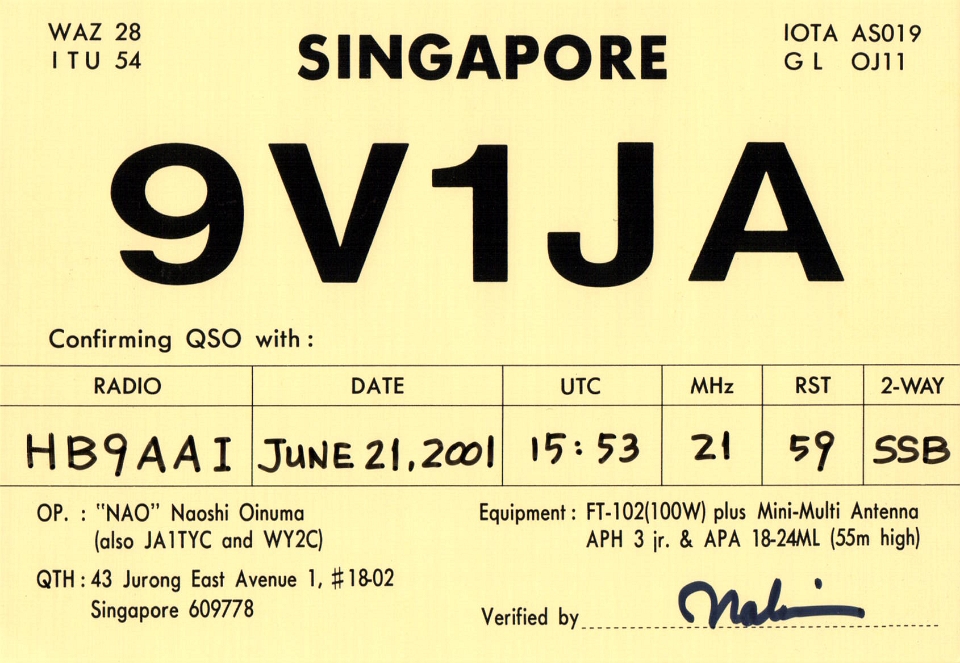 WAZ 28
ITU 54
SINGAPORE
IOTA AS019
GL OJ11
9V1JA
Confirming QSO with :
RADIO DATE UTC MHz RST 2-WAY
HB9AAI JUNE 21, 2001 15:53 21 59 SSB
OP. : "NAO" Naoshi Oinuma
(also JA1TYC and WY2C)
QTH : 43 Jurong East Avenue 1, #18-02
Singapore 609778
Equipment : FT-102(100W) plus Mini-Multi Antenna
APH 3 jr. & APA 18-24ML (55m high)
Verified by